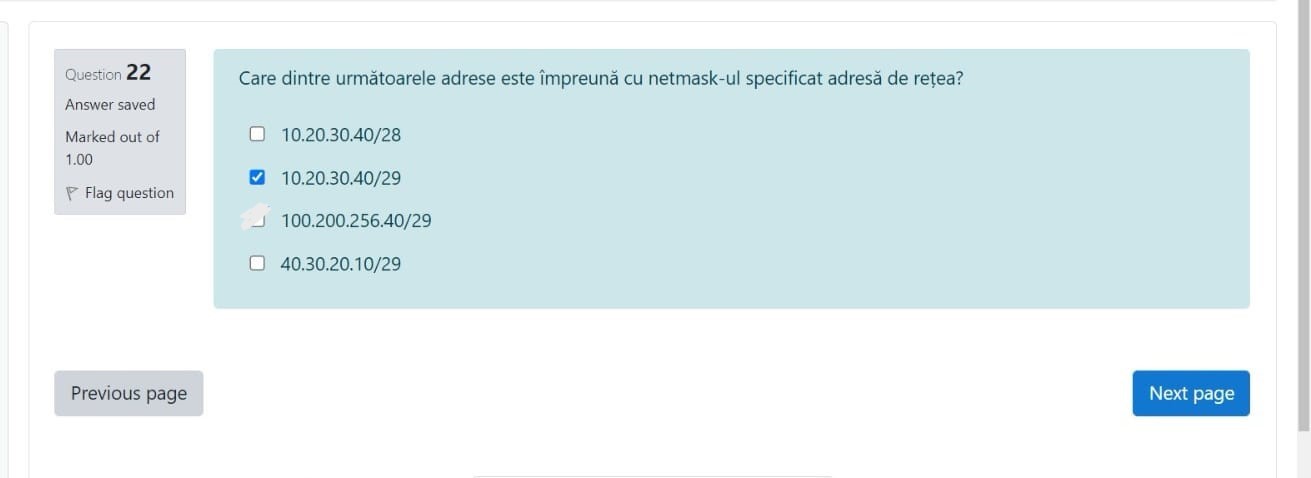 Question 22
Answer saved
Marked out of
1.00
Flag question
Care dintre următoarele adrese este împreună cu netmask-ul specificat adresă de rețea?
10.20.30.40/28
10.20.30.40/29
100.200.256.40/29
40.30.20.10/29
Previous page
Next page